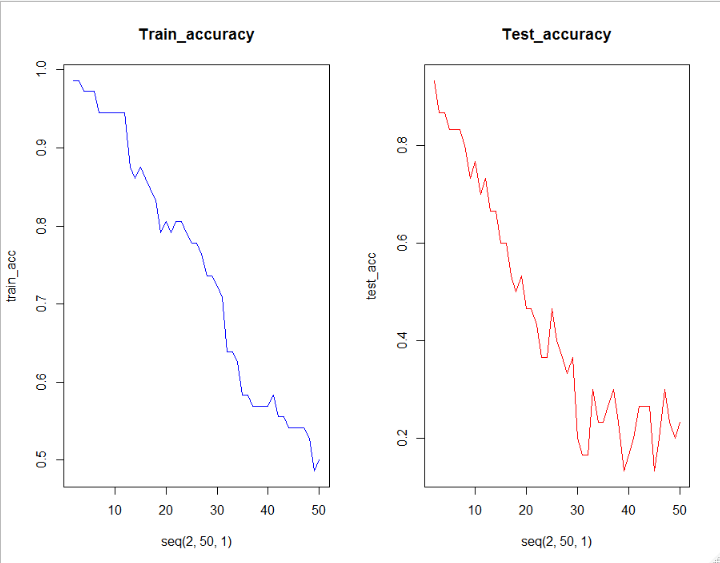 Train_accuracy
train_acc
1.0
0.9
0.8
0.7
0.6
0.5
10 20 30 40 50
seq(2, 50, 1)
Test_accuracy
test_acc
0.8
0.6
0.4
0.2
10 20 30 40 50
seq(2, 50, 1)